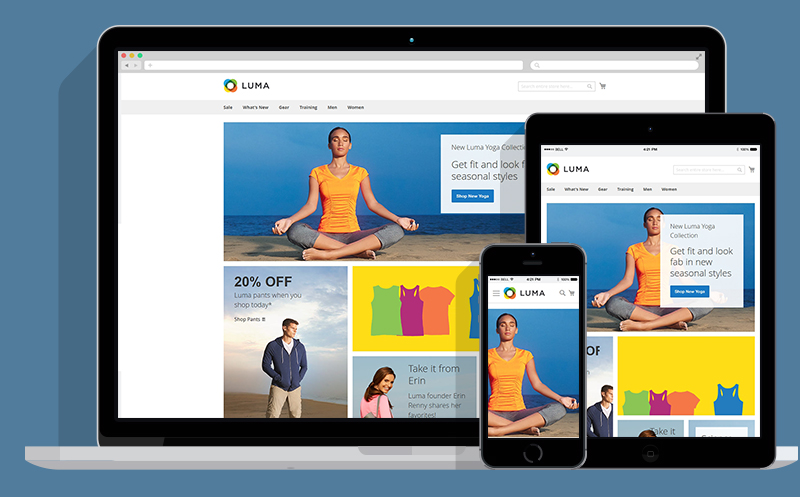 LUMA
Search entire store here...
Sale What's New Gear Training Men Women
New Luma Yoga Collection
Get fit and look f
seasonal styles
Shop New Yoga
20% OFF
Luma pants when you
shop today*
Shop Pants
Take it from
Erin
Luma founder Erin
Renny shares her
favorites!
BELL 4:21 PM 100%
LUMA
Search entire store here...
Sale What's New Gear Training Men Women
New Luma Yoga
Collection
Get fit and look
fab in new
seasonal styles
Shop New Yoga
OFF
Take it
BELL 4:21 PM 100%
LUMA